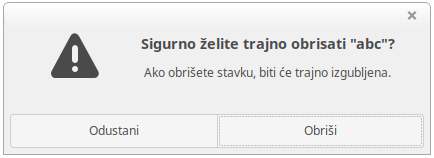 Sigurno želite trajno obrisati "abc"?
Ako obrišete stavku, biti će trajno izgubljena.
Odustani
Obriši